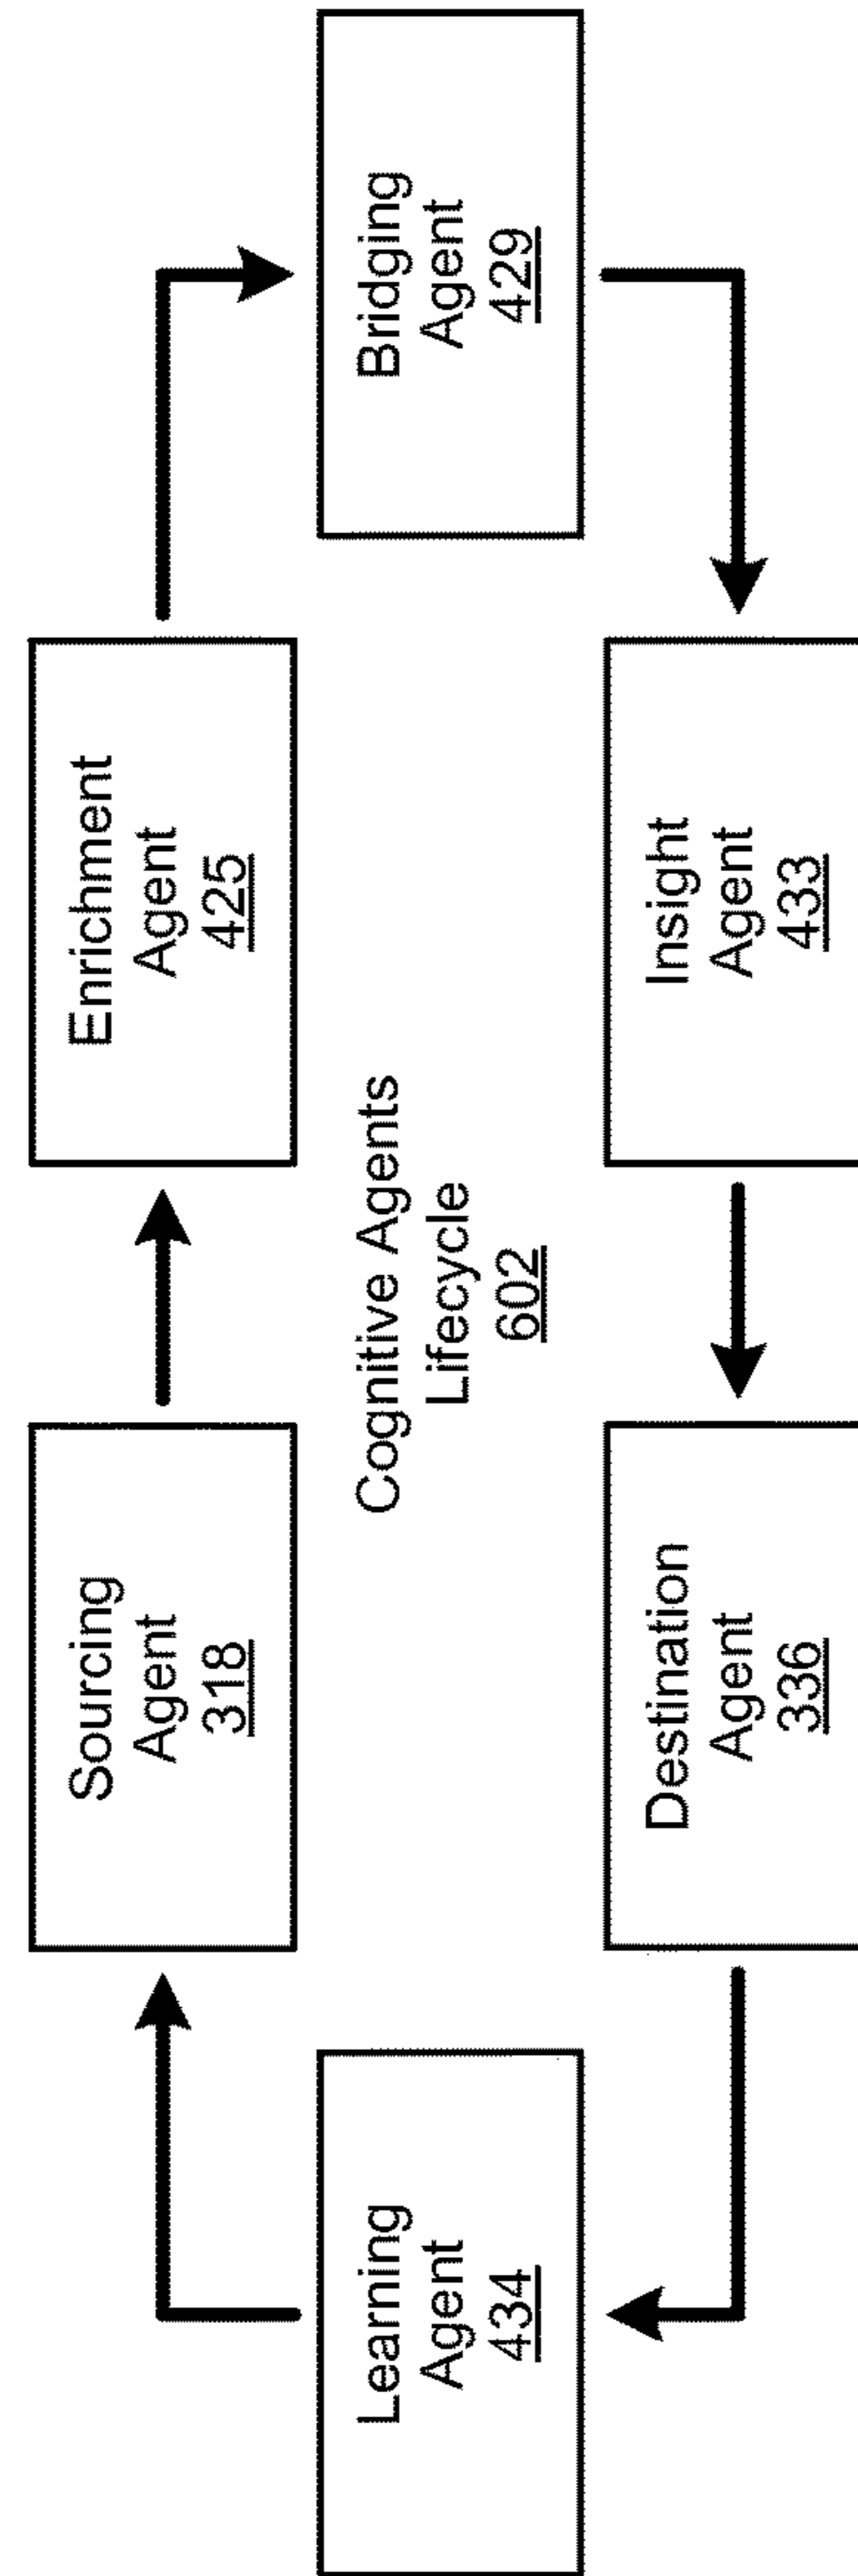 Sourcing
Agent
318
Enrichment
Agent
425
Learning
Agent
434
Cognitive Agents
Lifecycle
602
Bridging
Agent
429
Destination
Agent
336
Insight
Agent
433